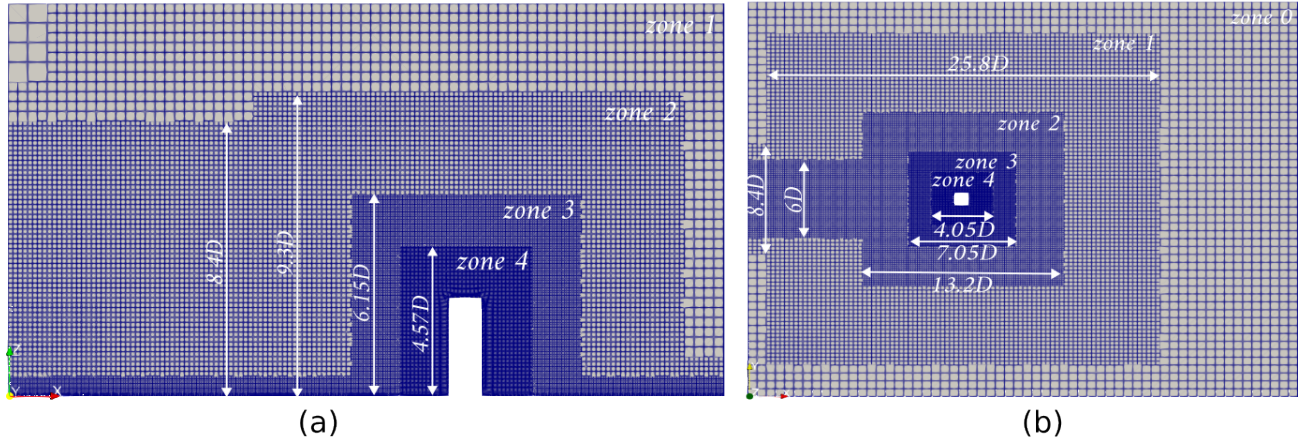 zone 1
zone 2
zone 3
zone 4
8.4D
9.3D
6.15D
4.57D
Z
Y
X
(a)
zone 0
zone 1
25.8D
zone 2
zone 3
zone 4
8.4D
6D
4.05D
7.05D
13.2D
Y
Z
X
(b)